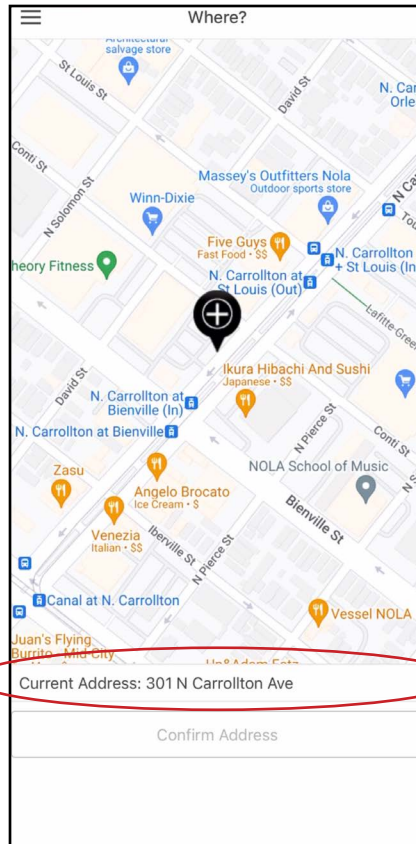 Where?
Architectural
salvage store
St Louis St
David St
N. Car
Orle
Conti St
Massey's Outfitters Nola
Outdoor sports store
N Ca
Winn-Dixie
N Solomon St
Tou
Five Guys
Fast Food • $$
N. Carrollton
+ St Louis (In
heory Fitness
N. Carrollton at
St Louis (Out)
Lafitte Gree
Ikura Hibachi And Sushi
Japanese • $$
David St
N. Carrollton at
Bienville (In)
N. Carrollton at Bienville
N Pierce St
Conti St
NOLA School of Music
Zasu
Angelo Brocato
Ice Cream • $
N S
Bienville St
Venezia
Italian • $$
Iberville St
N Pierce St
Canal at N. Carrollton
Vessel NOLA
Juan's Flying
Burrito - Mid City
Current Address: 301 N Carrollton Ave
Confirm Address